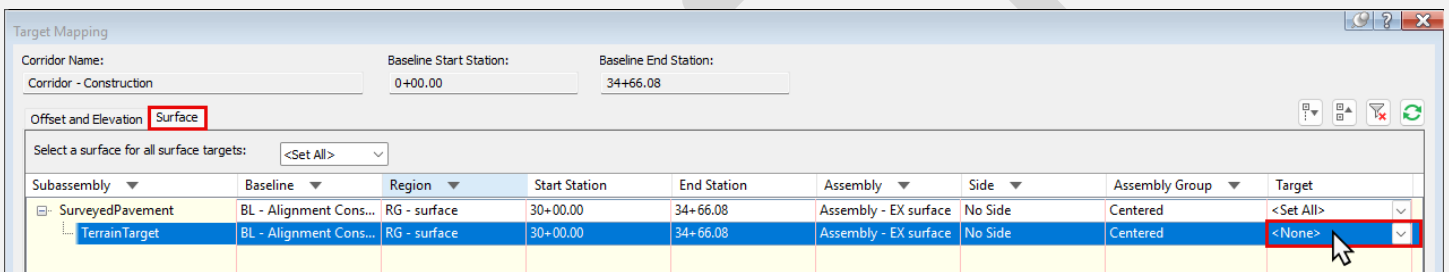 Target Mapping
Corridor Name: Baseline Start Station: Baseline End Station:
Corridor - Construction 0+00.00 34+66.08
Offset and Elevation Surface
Select a surface for all surface targets: <Set All>
Subassembly Baseline Region Start Station End Station Assembly Side Assembly Group Target
SurveyedPavement BL - Alignment Cons... RG - surface 30+00.00 34+66.08 Assembly - EX surface No Side Centered <Set All>
TerrainTarget BL - Alignment Cons... RG - surface 30+00.00 34+66.08 Assembly - EX surface No Side Centered <None>